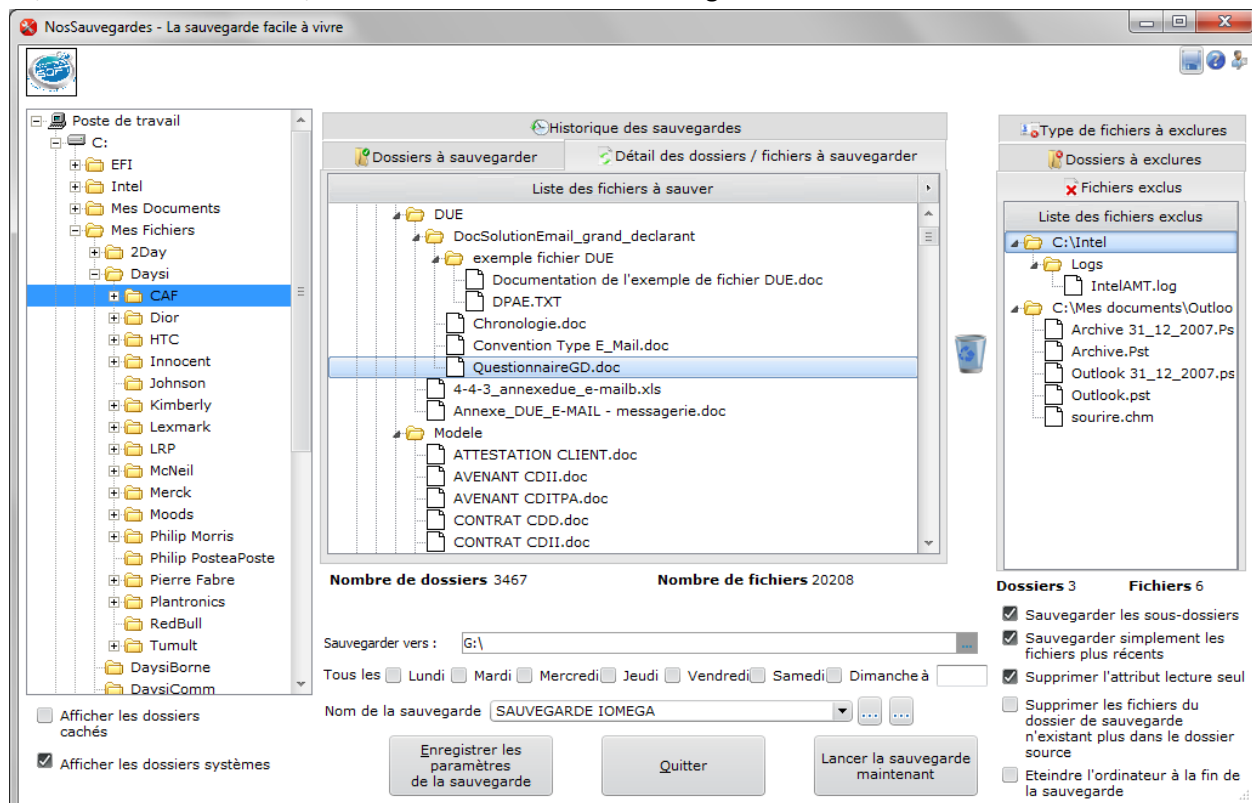 NosSauvegardes - La sauvegarde facile à vivre
SOFT
Poste de travail
C:
EFI
Intel
Mes Documents
Mes Fichiers
2Day
Daysi
CAF
Dior
HTC
Innocent
Johnson
Kimberly
Lexmark
LRP
McNeil
Merck
Moods
Philip Morris
Philip PosteaPoste
Pierre Fabre
Plantronics
RedBull
Tumult
DaysiBorne
DaysiComm
Afficher les dossiers
cachés
Afficher les dossiers systèmes
Historique des sauvegardes
Dossiers à sauvegarder
Détail des dossiers / fichiers à sauvegarder
Liste des fichiers à sauver
DUE
DocSolutionEmail_grand_declarant
exemple fichier DUE
Documentation de l'exemple de fichier DUE.doc
DPAE.TXT
Chronologie.doc
Convention Type E_Mail.doc
QuestionnaireGD.doc
4-4-3_annexedue_e-mailb.xls
Annexe_DUE_E-MAIL - messagerie.doc
Modele
ATTESTATION CLIENT.doc
AVENANT CDII.doc
AVENANT CDITPA.doc
CONTRAT CDD.doc
CONTRAT CDII.doc
Nombre de dossiers 3467
Nombre de fichiers 20208
Sauvegarder vers : G:\ ...
Tous les Lundi Mardi Mercredi Jeudi Vendredi Samedi Dimanche à
Nom de la sauvegarde SAUVEGARDE IOMEGA ... ...
Enregistrer les
paramètres
de la sauvegarde
Quitter
Lancer la sauvegarde
maintenant
Type de fichiers à exclures
Dossiers à exclures
Fichiers exclus
Liste des fichiers exclus
C:\Intel
Logs
IntelAMT.log
C:\Mes documents\Outloo
Archive 31_12_2007.Ps
Archive.Pst
Outlook 31_12_2007.ps
Outlook.pst
sourire.chm
Dossiers 3 Fichiers 6
Sauvegarder les sous-dossiers
Sauvegarder simplement les
fichiers plus récents
Supprimer l'attribut lecture seul
Supprimer les fichiers du
dossier de sauvegarde
n'existant plus dans le dossier
source
Eteindre l'ordinateur à la fin de
la sauvegarde